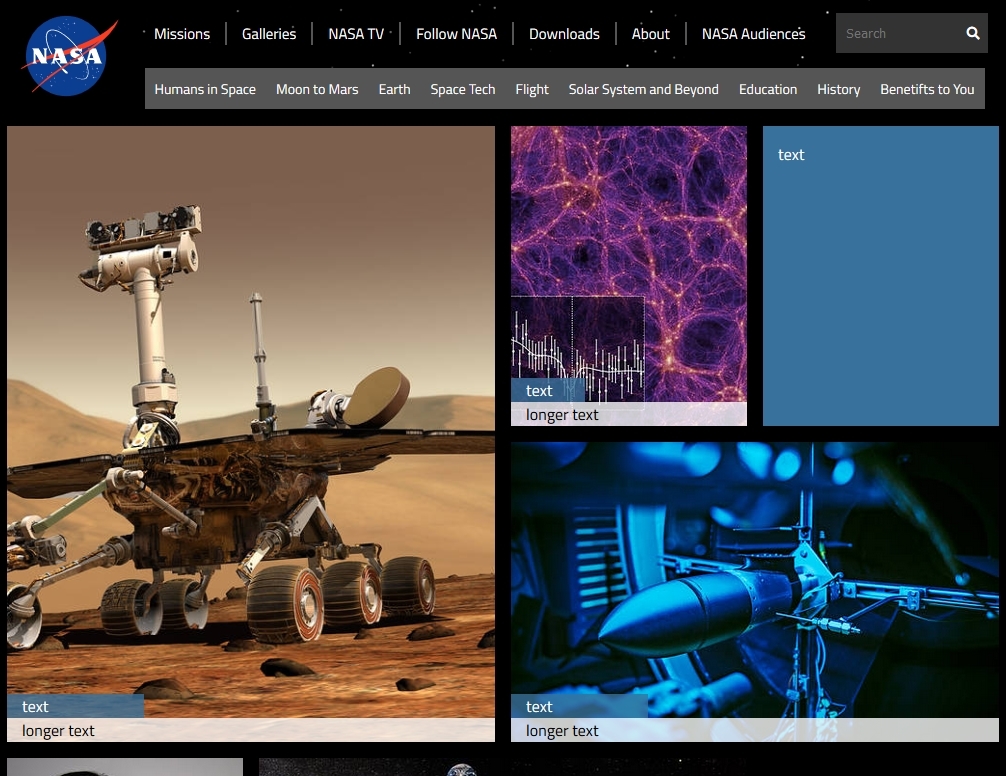 NASA
Missions
Galleries
NASA TV
Follow NASA
Downloads
About
NASA Audiences
Search
Humans in Space
Moon to Mars
Earth
Space Tech
Flight
Solar System and Beyond
Education
History
Benetifts to You
text
text
longer text
text
longer text
text
longer text